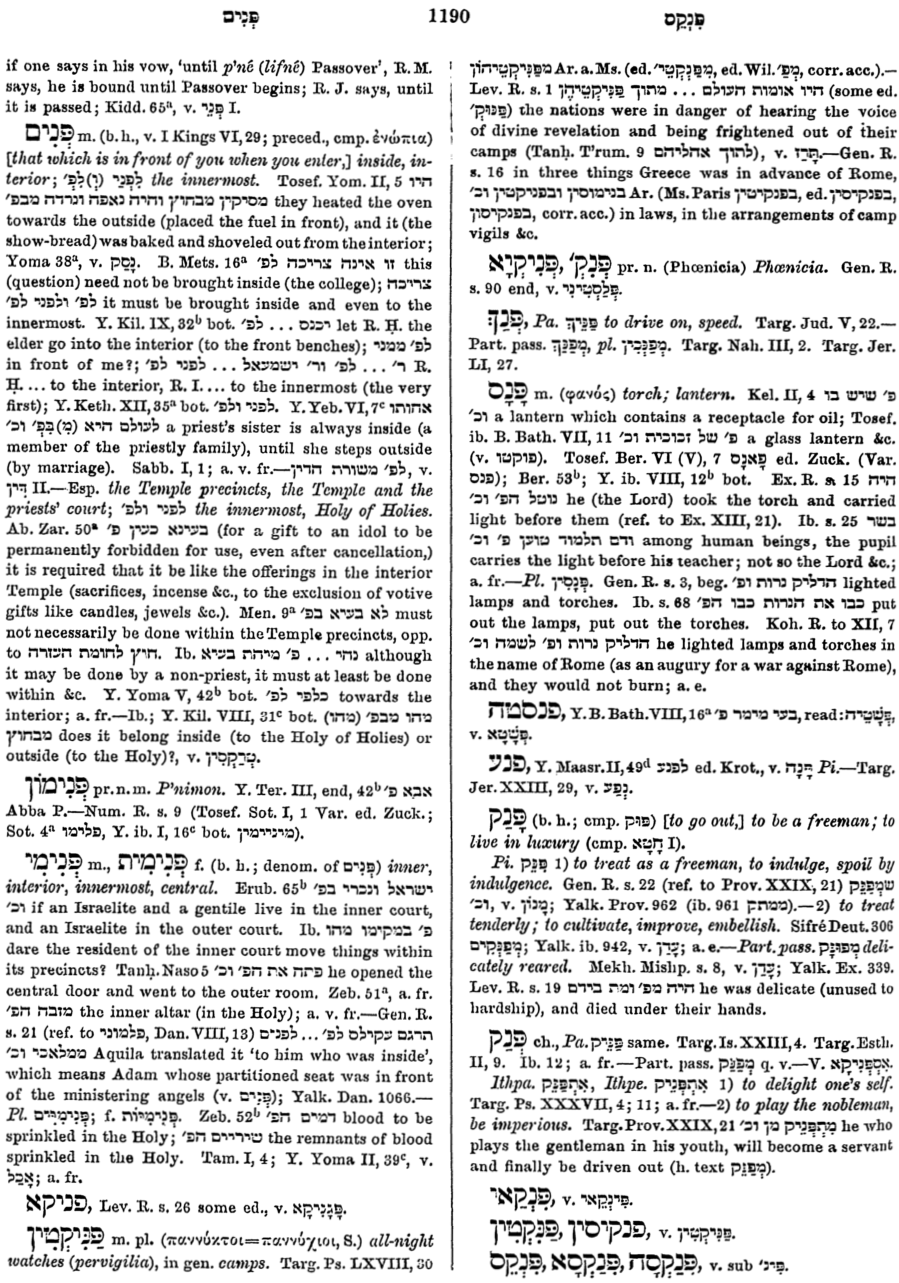 פְּנִים 1190 פִּנְקֵס
if one says in his vow, ‘until p’né (lifné) Passover’, R. M.
says, he is bound until Passover begins; R. J. says, until
it is passed; Kidd. 65ᵃ, v. פְּנֵי I.
פְּנִים m. (b. h., v. I Kings VI, 29; preced., cmp. ἐνώπια)
[that which is in front of you when you enter,] inside, in-
terior; לִפְנֵי (וְ)לִפְ׳ the innermost. Tosef. Yom. II, 5 היו
מסיקין מבחוץ והיה נאפה ונרדה מבפ׳ they heated the oven
towards the outside (placed the fuel in front), and it (the
show-bread) was baked and shoveled out from the interior;
Yoma 38ᵃ, v. נָסַק. B. Mets. 16ᵃ זו אינה צריכה לפ׳ this
(question) need not be brought inside (the college); צריכה
לפ׳ ולפני לפ׳ it must be brought inside and even to the
innermost. Y. Kil. IX, 32ᵇ bot. יכנס ... לפ׳ let R. Ḥ. the
elder go into the interior (to the front benches); לפ׳ ממני
in front of me?; ר׳ ... לפ׳ ור׳ ישמעאל ... לפני לפ׳ R.
Ḥ. ... to the interior, R. I. ... to the innermost (the very
first); Y. Keth. XII, 35ᵃ bot. לפני ולפ׳. Y. Yeb. VI, 7ᶜ אחותו
לעולם היא (מִ)בִּפְ׳ וכ׳ a priest’s sister is always inside (a
member of the priestly family), until she steps outside
(by marriage). Sabb. I, 1; a. v. fr.—לפ׳ משורת הדין, v.
דִּין II.—Esp. the Temple precincts, the Temple and the
priests’ court; לפני ולפ׳ the innermost, Holy of Holies.
Ab. Zar. 50ᵃ בעינא כעין פ׳ (for a gift to an idol to be
permanently forbidden for use, even after cancellation,)
it is required that it be like the offerings in the interior
Temple (sacrifices, incense &c., to the exclusion of votive
gifts like candles, jewels &c.). Men. 9ᵃ לא בעיא בפ׳ must
not necessarily be done within the Temple precincts, opp.
to חוץ לחומת העזרה. Ib. נהי ... פ׳ מיהת בעיא although
it may be done by a non-priest, it must at least be done
within &c. Y. Yoma V, 42ᵇ bot. כלפי לפ׳ towards the
interior; a. fr.—Ib.; Y. Kil. VIII, 31ᶜ bot. מהו מבפ׳ (מהו)
מבחוץ does it belong inside (to the Holy of Holies) or
outside (to the Holy)?, v. טְרַקְסִין.
פְּנִימוֹן pr. n. m. P’nimon. Y. Ter. III, end, 42ᵇ אבא פ׳
Abba P.—Num. R. s. 9 (Tosef. Sot. I, 1 Var. ed. Zuck.;
Sot. 4ᵃ פלימו, Y. ib. I, 16ᶜ bot. מינימין).
פְּנִימִי m., פְּנִימִית f. (b. h.; denom. of פְּנִים) inner,
interior, innermost, central. Erub. 65ᵇ ישראל ונכרי בפ׳
וכ׳ if an Israelite and a gentile live in the inner court,
and an Israelite in the outer court. Ib. פ׳ במקומו מהו
dare the resident of the inner court move things within
its precincts? Tanḥ. Naso 5 פתח את הפ׳ וכ׳ he opened the
central door and went to the outer room. Zeb. 51ᵃ, a. fr.
מזבח הפ׳ the inner altar (in the Holy); a. v. fr.—Gen. R.
s. 21 (ref. to פלמוני, Dan. VIII, 13) תרגם עקילס לפ׳ ... לפנים
ממלאכי וכ׳ Aquila translated it ‘to him who was inside’,
which means Adam whose partitioned seat was in front
of the ministering angels (v. פָּנִים); Yalk. Dan. 1066.—
Pl. פְּנִימִיִּים; f. פְּנִימִיּוֹת. Zeb. 52ᵇ דמים הפ׳ blood to be
sprinkled in the Holy; שיריים הפ׳ the remnants of blood
sprinkled in the Holy. Tam. I, 4; Y. Yoma II, 39ᶜ, v.
אָכַל; a. fr.
פניקא, Lev. R. s. 26 some ed., v. פָּגָנִיקָא.
פַּנִּיקְטִין m. pl. (παννύκτοι=παννύχιοι, S.) all-night
watches (pervigilia), in gen. camps. Targ. Ps. LXVIII, 30
מפּנִּיקְטֵיהוֹן Ar. a. Ms. (ed. מִפַּנְקְטֵי׳, ed. Wil. מִפְּ׳, corr. acc.).—
Lev. R. s. 1 היו אומות העולם ... מתוך פַּנִּיקְטֵיהֶן (some ed.
פַּנּוּק׳) the nations were in danger of hearing the voice
of divine revelation and being frightened out of their
camps (Tanḥ. T’rum. 9 לתוך אהליהם), v. תָּרַז.—Gen. R.
s. 16 in three things Greece was in advance of Rome,
בנימוסין ובפניקטין וכ׳ Ar. (Ms. Paris בפנקיטין, ed. בפנקיסין,
בפנקסין, corr. acc.) in laws, in the arrangements of camp
vigils &c.
פְּנִיקְיָא, פְּנְקְ׳ pr. n. (Phœnicia) Phœnicia. Gen. R.
s. 90 end, v. פְּלַסְטִינִי.
פְּנַךְ, Pa. פַּנֵּיךְ to drive on, speed. Targ. Jud. V, 22.—
Part. pass. מְפַנַּךְ, pl. מְפַנְּכִין. Targ. Nah. III, 2. Targ. Jer.
LI, 27.
פָּנָס m. (φανός) torch; lantern. Kel. II, 4 פ׳ שיש בו
וכ׳ a lantern which contains a receptacle for oil; Tosef.
ib. B. Bath. VII, 11 פ׳ של זכוכית וכ׳ a glass lantern &c.
(v. פוקטו). Tosef. Ber. VI (V), 7 פָּאנָס ed. Zuck. (Var.
פנס); Ber. 53ᵇ; Y. ib. VIII, 12ᵇ bot. Ex. R. s. 15 היה
נוטל הפ׳ וכ׳ he (the Lord) took the torch and carried
light before them (ref. to Ex. XIII, 21). Ib. s. 25 בשר
ודם תלמוד טוען פ׳ וכ׳ among human beings, the pupil
carries the light before his teacher; not so the Lord &c.;
a. fr.—Pl. פָּנָסִין. Gen. R. s. 3, beg. הדליק נרות ופ׳ lighted
lamps and torches. Ib. s. 68 כבו את הנרות כבו הפ׳ put
out the lamps, put out the torches. Koh. R. to XII, 7
הדליק נרות ופ׳ לשמה וכ׳ he lighted lamps and torches in
the name of Rome (as an augury for a war against Rome),
and they would not burn; a. e.
פנסמה, Y. B. Bath. VIII, 16ᵃ בעי מימר פ׳, read: פְּשָׁטֵיה,
v. פְּשָׁטָא.
פנע, Y. Maasr. II, 49ᵈ לפנע ed. Krot., v. הָנָה Pi.—Targ.
Jer. XXIII, 29, v. נְפַע.
פָּנַק (b. h.; cmp. פוק) [to go out,] to be a freeman; to
live in luxury (cmp. חָטָא I).
Pi. פִּנֵּק 1) to treat as a freeman, to indulge, spoil by
indulgence. Gen. R. s. 22 (ref. to Prov. XXIX, 21) שמְפַנֵּק
וכ׳, v. מָנוֹן; Yalk. Prov. 962 (ib. 961 ממתק).—2) to treat
tenderly; to cultivate, improve, embellish. Sifré Deut. 306
מְפַנְּקִים; Yalk. ib. 942, v. עָדַן; a. e.—Part. pass. מְפוּנָּק deli-
cately reared. Mekh. Mishp. s. 8, v. עָדַן; Yalk. Ex. 339.
Lev. R. s. 19 היה מפ׳ ומת בידם he was delicate (unused to
hardship), and died under their hands.
פְּנַק ch., Pa. פַּנֵּיק same. Targ. Is. XXIII, 4. Targ. Esth.
II, 9. Ib. 12; a. fr.—Part. pass. מְפַנַּק q. v.—V. אִסְפְּנִיקָא.
Ithpa. אִתְפַּנַּק, Ithpe. אִתְפְּנֵיק 1) to delight one’s self.
Targ. Ps. XXXVII, 4; 11; a. fr.—2) to play the nobleman,
be imperious. Targ. Prov. XXIX, 21 מִתְפְּנֵיק מן וכ׳ he who
plays the gentleman in his youth, will become a servant
and finally be driven out (h. text מְפַנֵּק).
פִּנְקַאי, v. פִּינְקַאי.
פנקיסין, פַּנְּקְטִין, v. פַּנִּיקְטִין.
פִּנְקֵס, פִּנְקְסָא, פִּנְקְסָה, v. sub פִּינ׳.